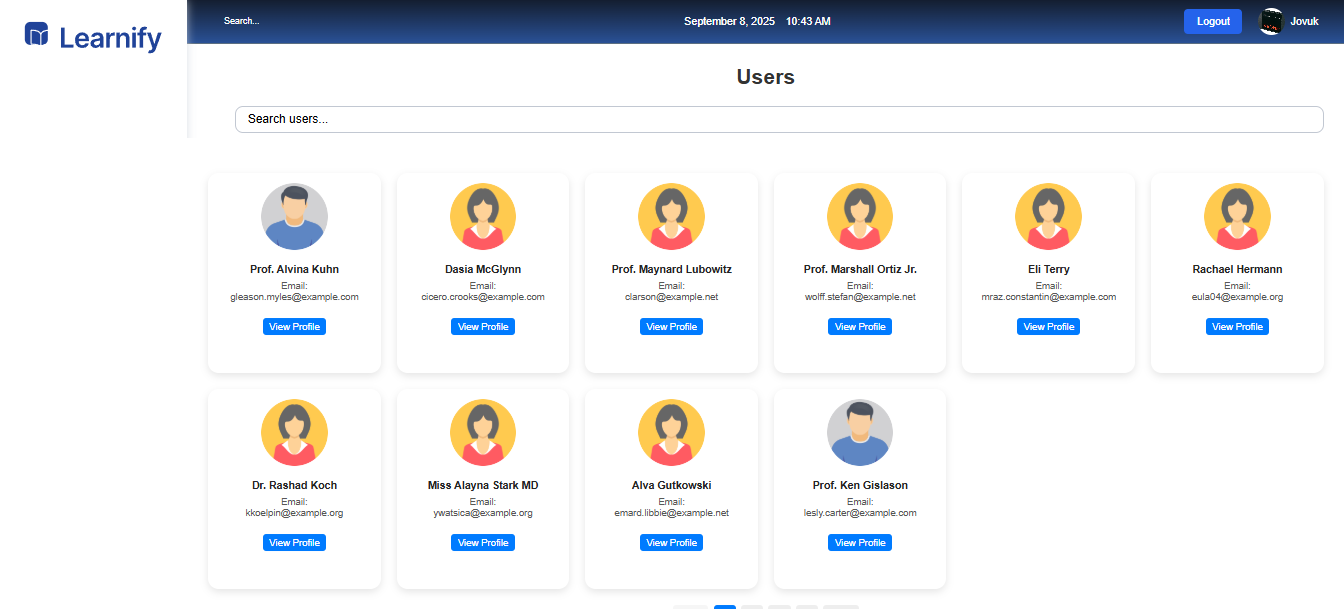 Learnify
Search...
September 8, 2025 10:43 AM
Logout
Jovuk
Users
Search users...
Prof. Alvina Kuhn
Email:
gleason.myles@example.com
View Profile
Dasia McGlynn
Email:
cicero.crooks@example.com
View Profile
Prof. Maynard Lubowitz
Email:
clarson@example.net
View Profile
Prof. Marshall Ortiz Jr.
Email:
wolff.stefan@example.net
View Profile
Eli Terry
Email:
mraz.constantin@example.com
View Profile
Rachael Hermann
Email:
eula04@example.org
View Profile
Dr. Rashad Koch
Email:
kkoelpin@example.org
View Profile
Miss Alayna Stark MD
Email:
ywatsica@example.org
View Profile
Alva Gutkowski
Email:
emard.libbie@example.net
View Profile
Prof. Ken Gislason
Email:
lesly.carter@example.com
View Profile